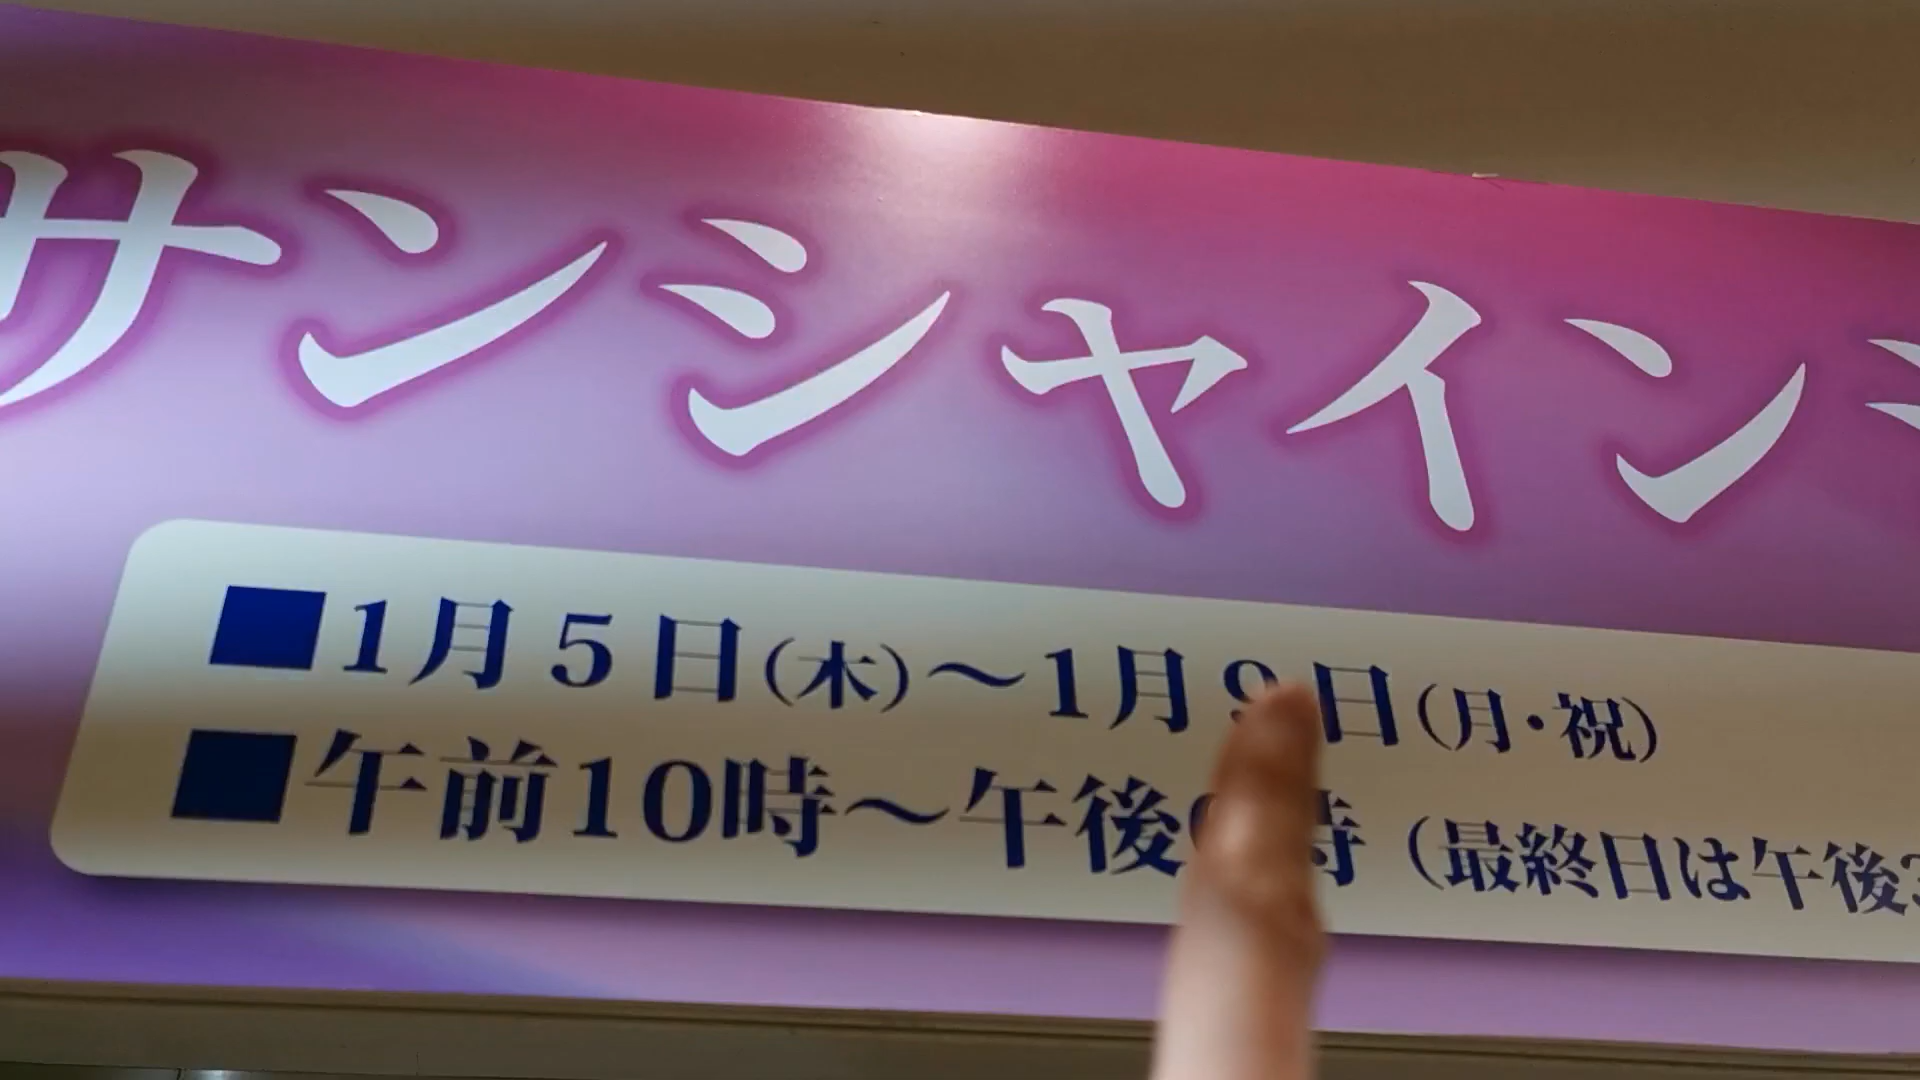 サンシャイン
■1月5日(木)～1月9日(月・祝)
■午前10時～午後 時 (最終日は午後3